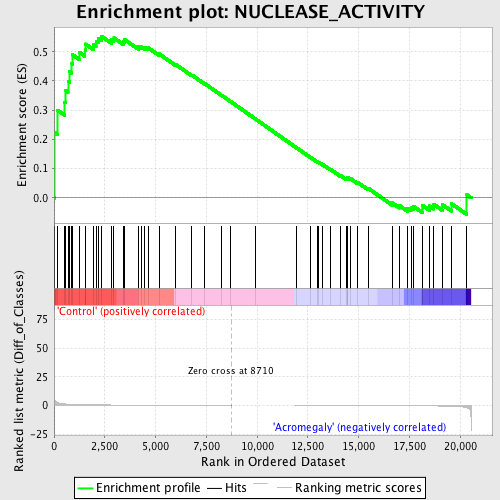 Enrichment plot: NUCLEASE_ACTIVITY
Enrichment score (ES)
0.5
0.4
0.3
0.2
0.1
0.0
'Control' (positively correlated)
Ranked list metric (Diff_of_Classes)
75
50
25
0
-25
Zero cross at 8710
'Acromegaly' (negatively correlated)
0
2,500
5,000
7,500
10,000
12,500
15,000
17,500
20,000
Rank in Ordered Dataset
Enrichment profile
Hits
Ranking metric scores